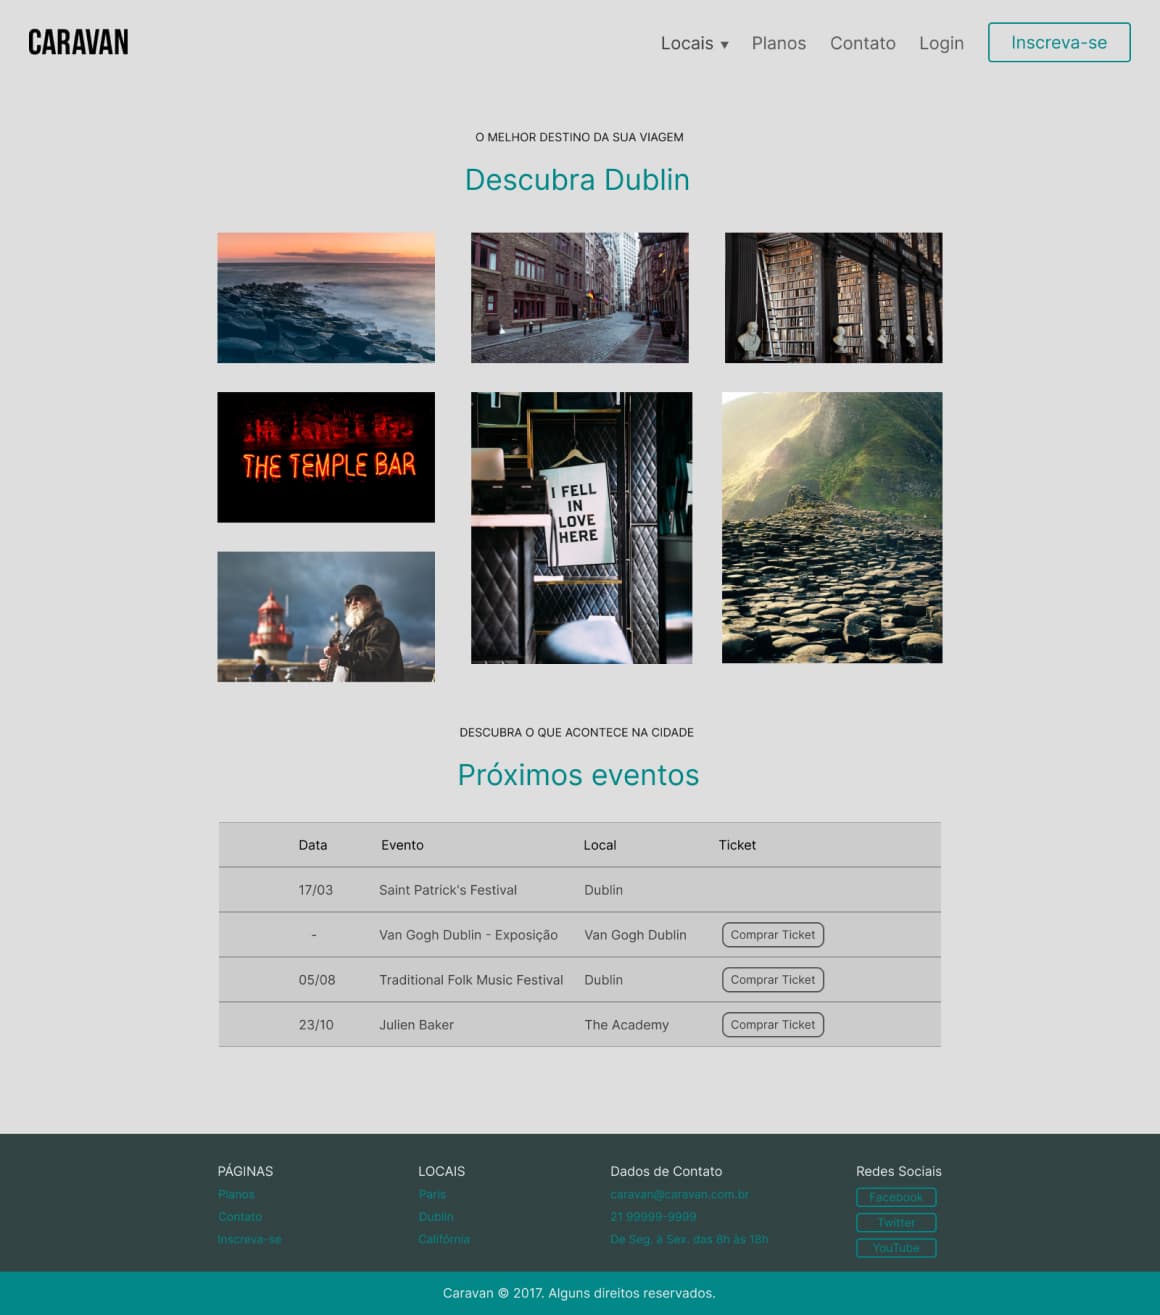 CARAVAN
Locais ▾ Planos Contato Login Inscreva-se
O MELHOR DESTINO DA SUA VIAGEM
Descubra Dublin
THE TEMPLE BAR
I FELL
IN
LOVE
HERE
DESCUBRA O QUE ACONTECE NA CIDADE
Próximos eventos
Data Evento Local Ticket
17/03 Saint Patrick's Festival Dublin
- Van Gogh Dublin - Exposição Van Gogh Dublin Comprar Ticket
05/08 Traditional Folk Music Festival Dublin Comprar Ticket
23/10 Julien Baker The Academy Comprar Ticket
PÁGINAS
Planos
Contato
Inscreva-se
LOCAIS
Paris
Dublin
Califórnia
Dados de Contato
caravan@caravan.com.br
21 99999-9999
De Seg. à Sex. das 8h às 18h
Redes Sociais
Facebook
Twitter
YouTube
Caravan © 2017. Alguns direitos reservados.